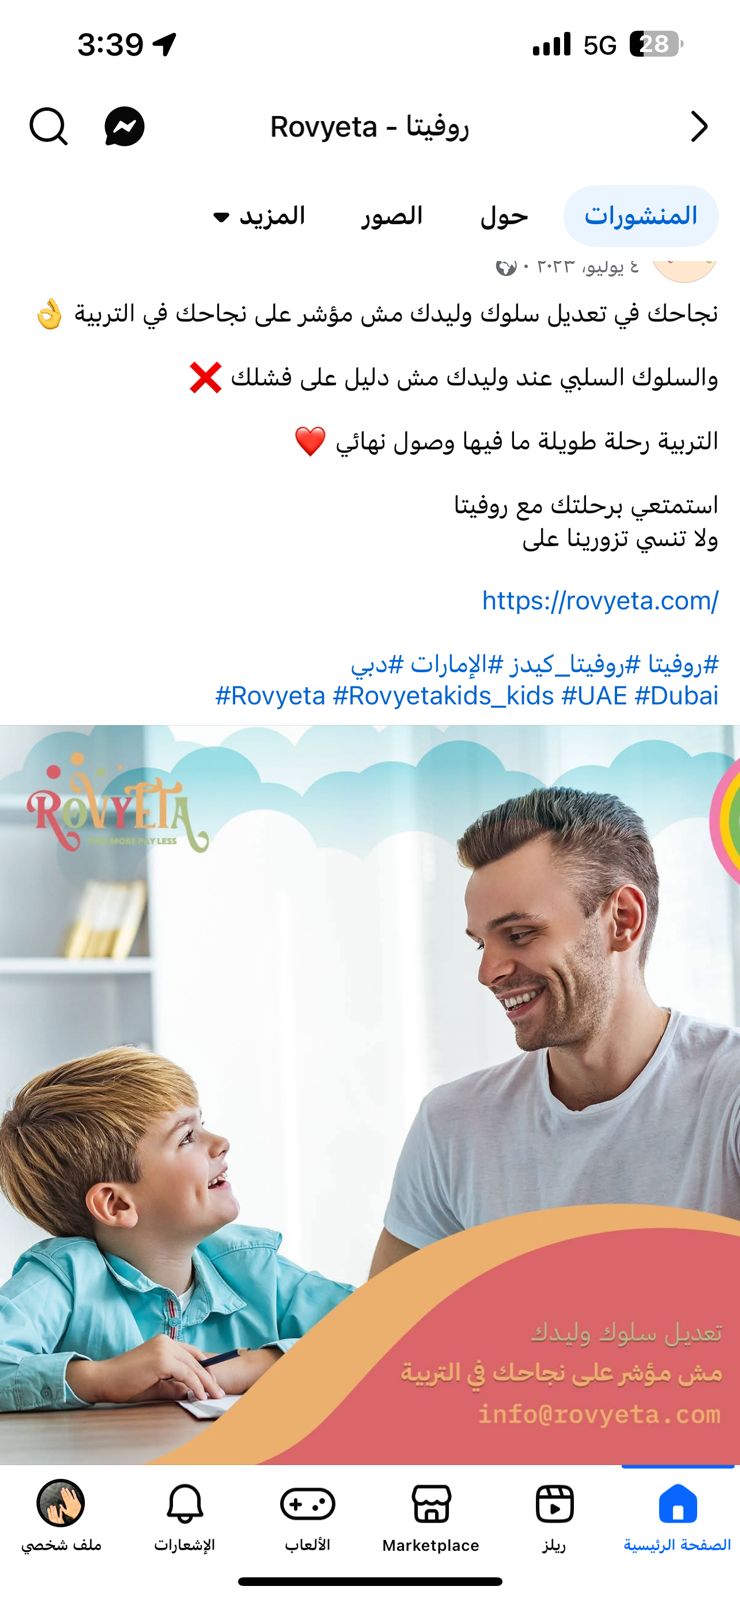 3:39
5G
28
روفيتا - Rovyeta
المنشورات
حول
الصور
المزيد
٤ يوليو، ٢٠٢٣
نجاحك في تعديل سلوك وليدك مش مؤشر على نجاحك في التربية 👌
والسلوك السلبي عند وليدك مش دليل على فشلك ❌
التربية رحلة طويلة ما فيها وصول نهائي ❤️
استمتعي برحلتك مع روفيتا
ولا تنسي تزورينا على
https://rovyeta.com/
#روفيتا #روفيتا_كيدز #الإمارات #دبي
#Rovyeta #Rovyetakids_kids #UAE #Dubai
ROVYETA
MORE PAY LESS
تعديل سلوك وليدك
مش مؤشر على نجاحك في التربية
info@rovyeta.com
الصفحة الرئيسية
ريلز
Marketplace
الألعاب
الإشعارات
ملف شخصي